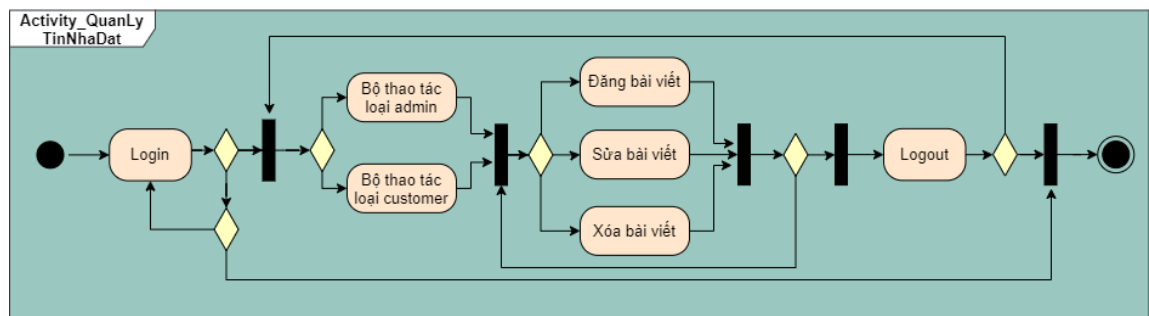 Activity_QuanLy
TinNhaDat
Login
Bộ thao tác
loại admin
Bộ thao tác
loại customer
Đăng bài viết
Sửa bài viết
Xóa bài viết
Logout